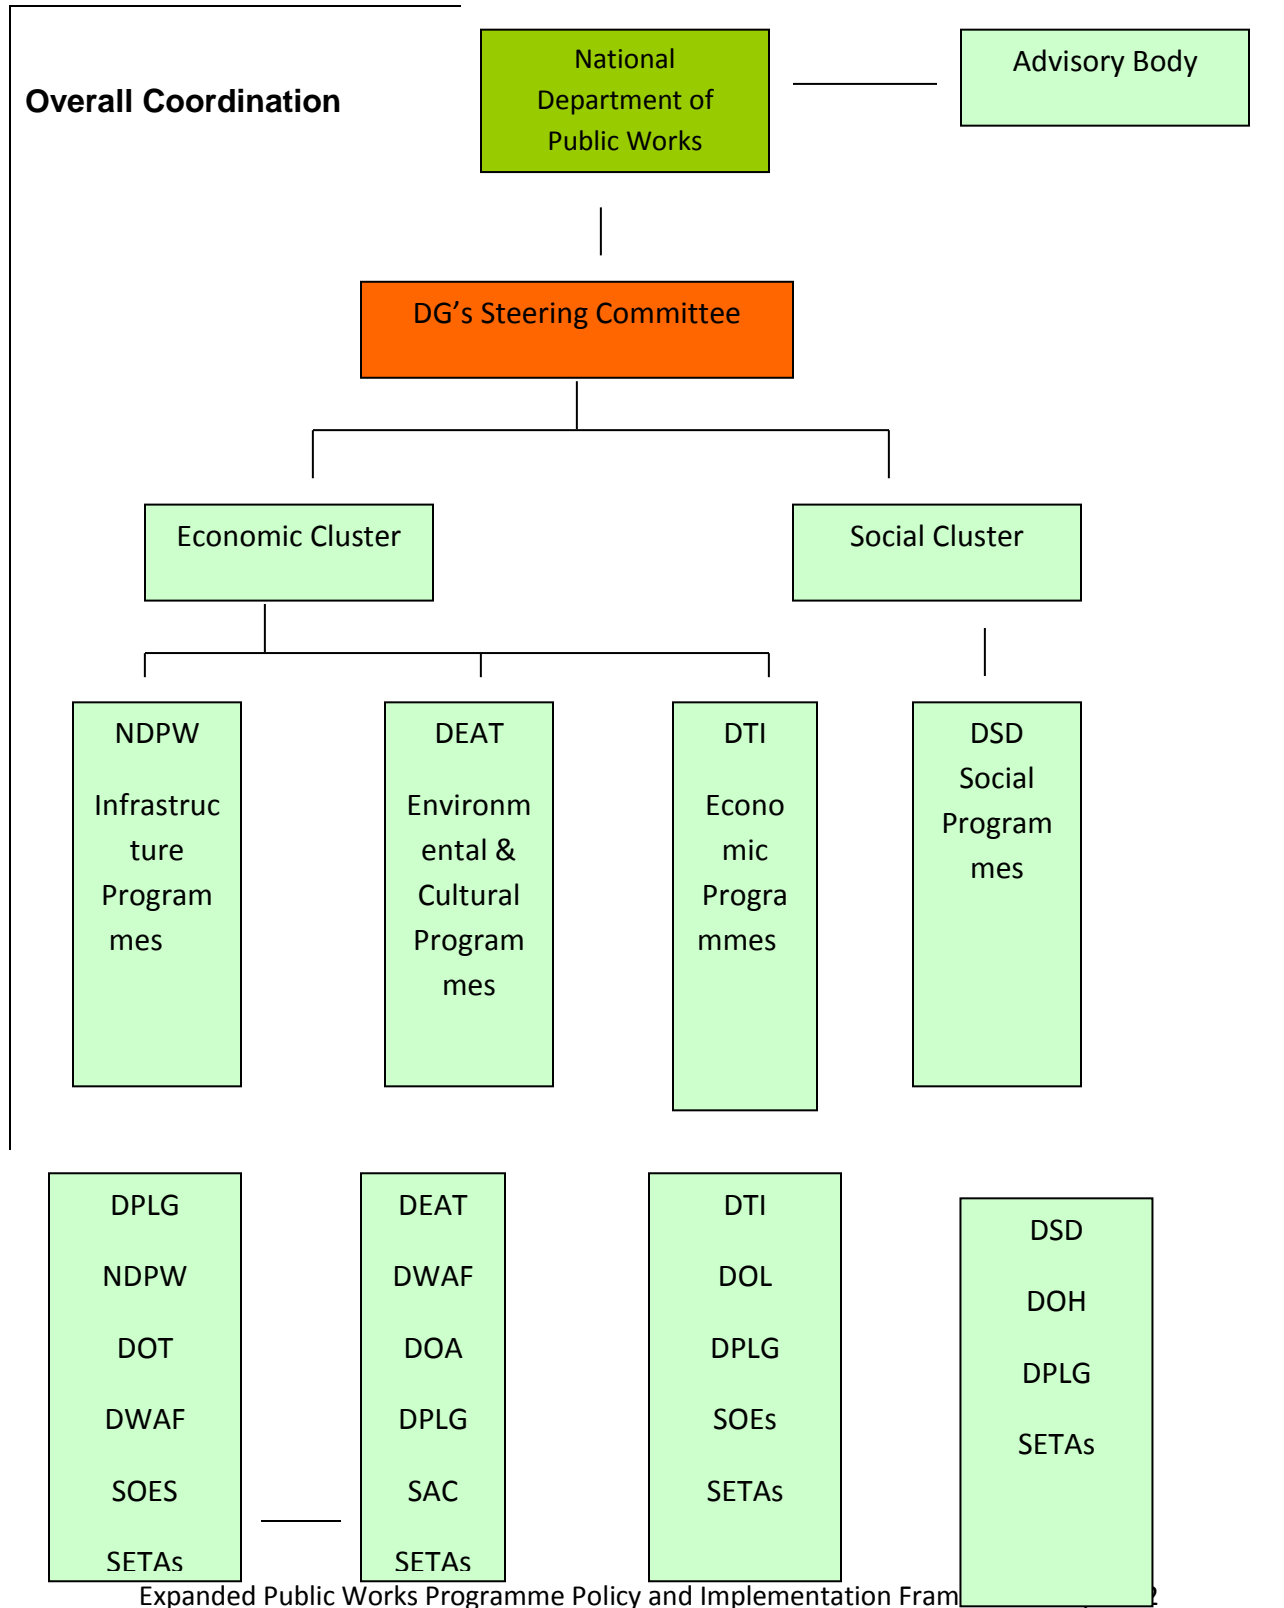 National
Department of
Public Works
Advisory Body
Overall Coordination
DG’s Steering Committee
Economic Cluster
Social Cluster
NDPW
Infrastruc
ture
Program
mes
DEAT
Environm
ental &
Cultural
Program
mes
DTI
Econo
mic
Progra
mmes
DSD
Social
Program
mes
DPLG
NDPW
DOT
DWAF
SOES
SETAs
DEAT
DWAF
DOA
DPLG
SAC
SETAs
DTI
DOL
DPLG
SOEs
SETAs
DSD
DOH
DPLG
SETAs
Expanded Public Works Programme Policy and Implementation Fram